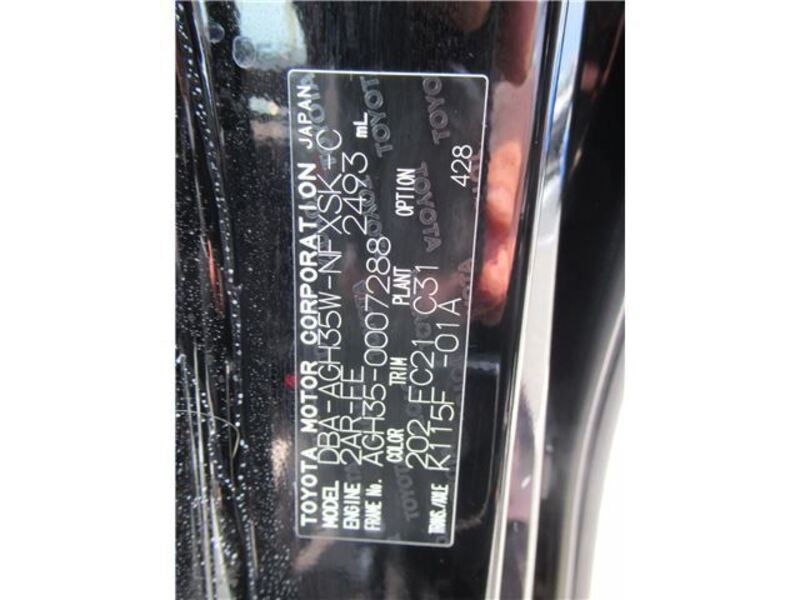 TOYOTA MOTOR CORPORATION JAPAN
MODEL DBA-AGH35W-NFXSK-C
ENGINE 2AR-FE 2493 mL
FRAME No. AGH35-0007288
COLOR TRIM PLANT OPTION
202 FC21 C31 428
TRANS./AXLE K115F -01A